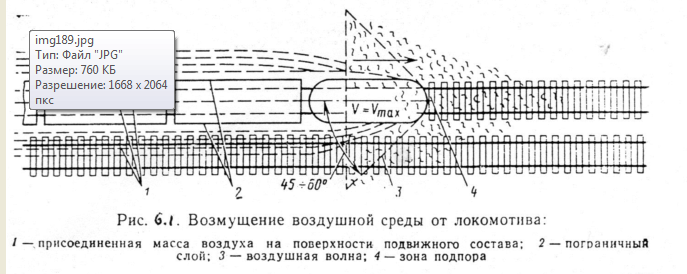 img189.jpg
Тип: Файл "JPG"
Размер: 760 КБ
Разрешение: 1668 x 2064
пкс
V = Vmax
45÷60°
1 2 3 4
Рис. 6.1. Возмущение воздушной среды от локомотива:
1 — присоединенная масса воздуха на поверхности подвижного состава; 2 — пограничный
слой; 3 — воздушная волна; 4 — зона подпора